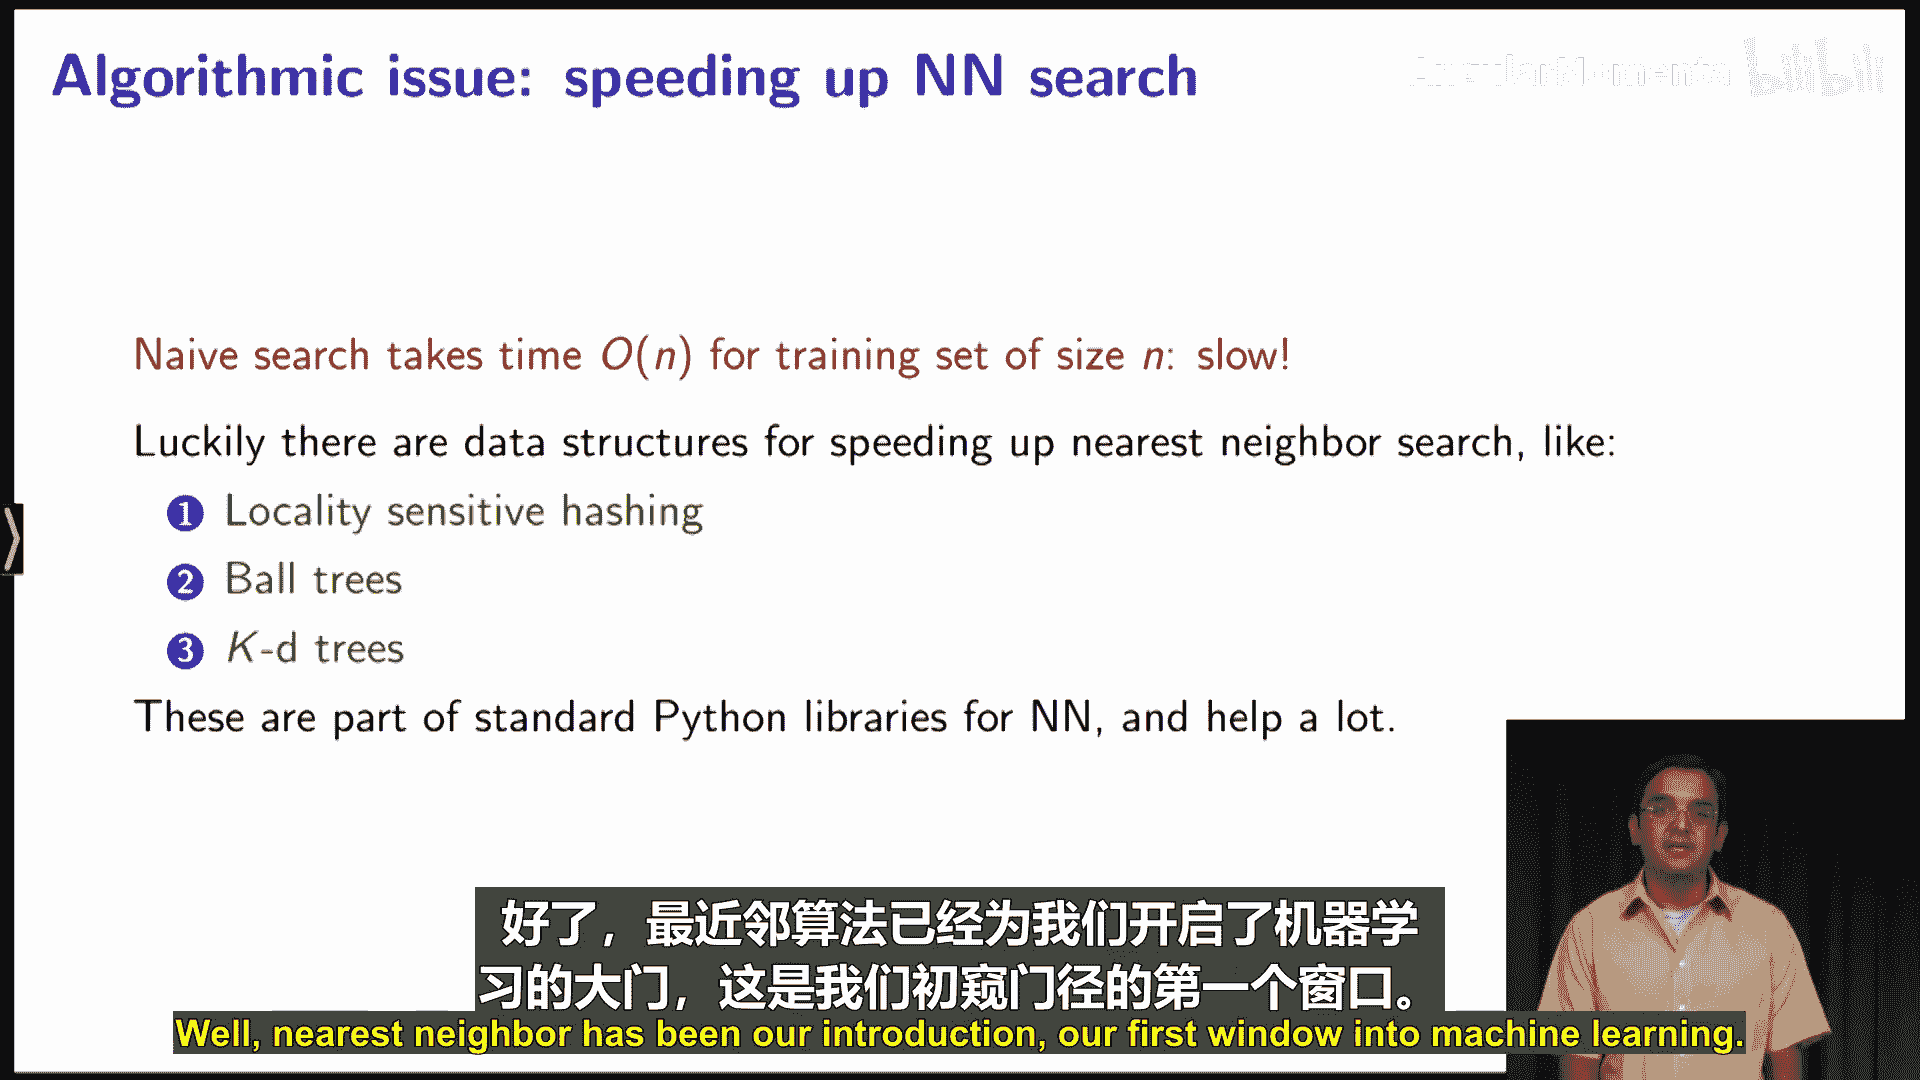 Algorithmic issue: speeding up NN search
bilibili
Naive search takes time O(n) for training set of size n: slow!
Luckily there are data structures for speeding up nearest neighbor search, like:
1 Locality sensitive hashing
2 Ball trees
3 K-d trees
These are part of standard Python libraries for NN, and help a lot.
好了，最近邻算法已经为我们开启了机器学
习的大门，这是我们初窥门径的第一个窗口。
Well, nearest neighbor has been our introduction, our first window into machine learning.